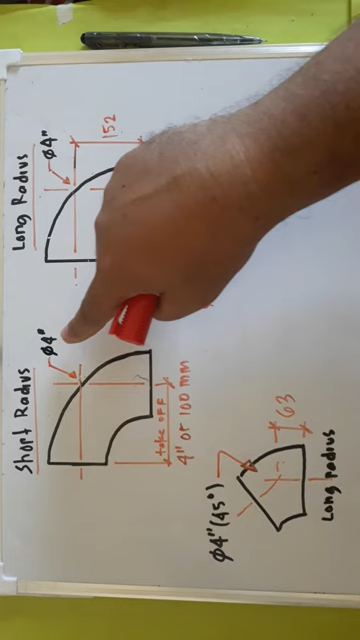 Short Radius
Ø4"
take off
4" or 100 mm
Long Radius
Ø4"
152
Ø4"(45°)
63
Long radius